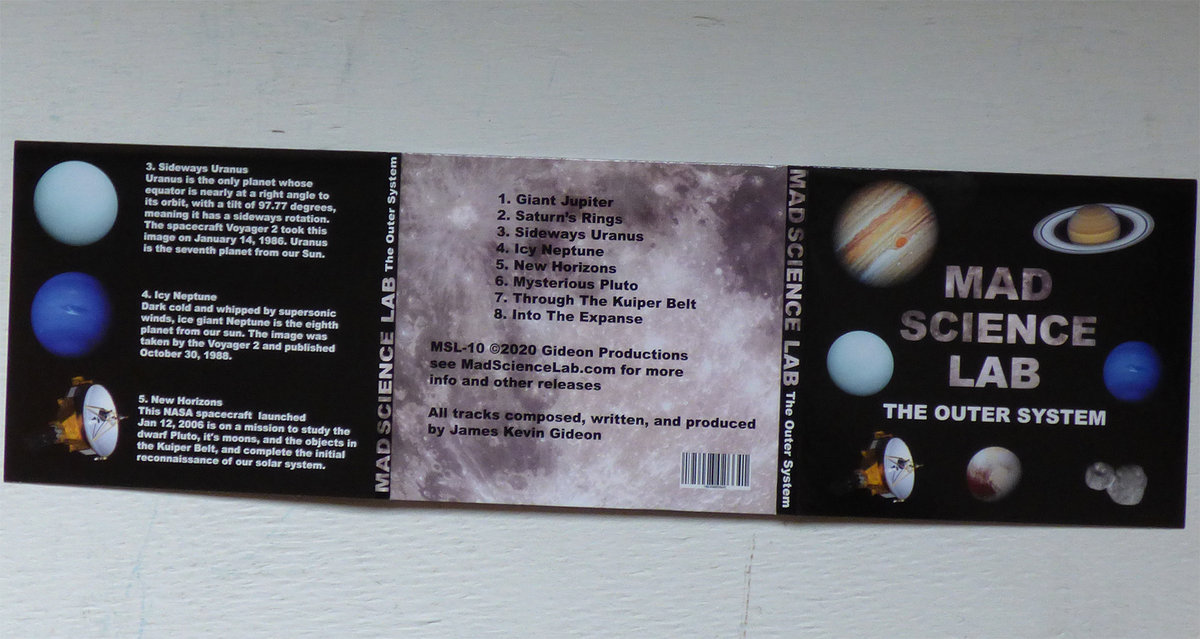 3. Sideways Uranus
Uranus is the only planet whose
equator is nearly at a right angle to
its orbit, with a tilt of 97.77 degrees,
meaning it has a sideways rotation.
The spacecraft Voyager 2 took this
image on January 14, 1986. Uranus
is the seventh planet from our Sun.
4. Icy Neptune
Dark cold and whipped by supersonic
winds, ice giant Neptune is the eighth
planet from our sun. The image was
taken by the Voyager 2 and published
October 30, 1988.
5. New Horizons
This NASA spacecraft launched
Jan 12, 2006 is on a mission to study the
dwarf Pluto, it's moons, and the objects in
the Kuiper Belt, and complete the initial
reconnaissance of our solar system.
MAD SCIENCE LAB The Outer System
1. Giant Jupiter
2. Saturn's Rings
3. Sideways Uranus
4. Icy Neptune
5. New Horizons
6. Mysterious Pluto
7. Through The Kuiper Belt
8. Into The Expanse
MSL-10 ©2020 Gideon Productions
see MadScienceLab.com for more
info and other releases
All tracks composed, written, and produced
by James Kevin Gideon
MAD SCIENCE LAB The Outer System
MAD
SCIENCE
LAB
THE OUTER SYSTEM